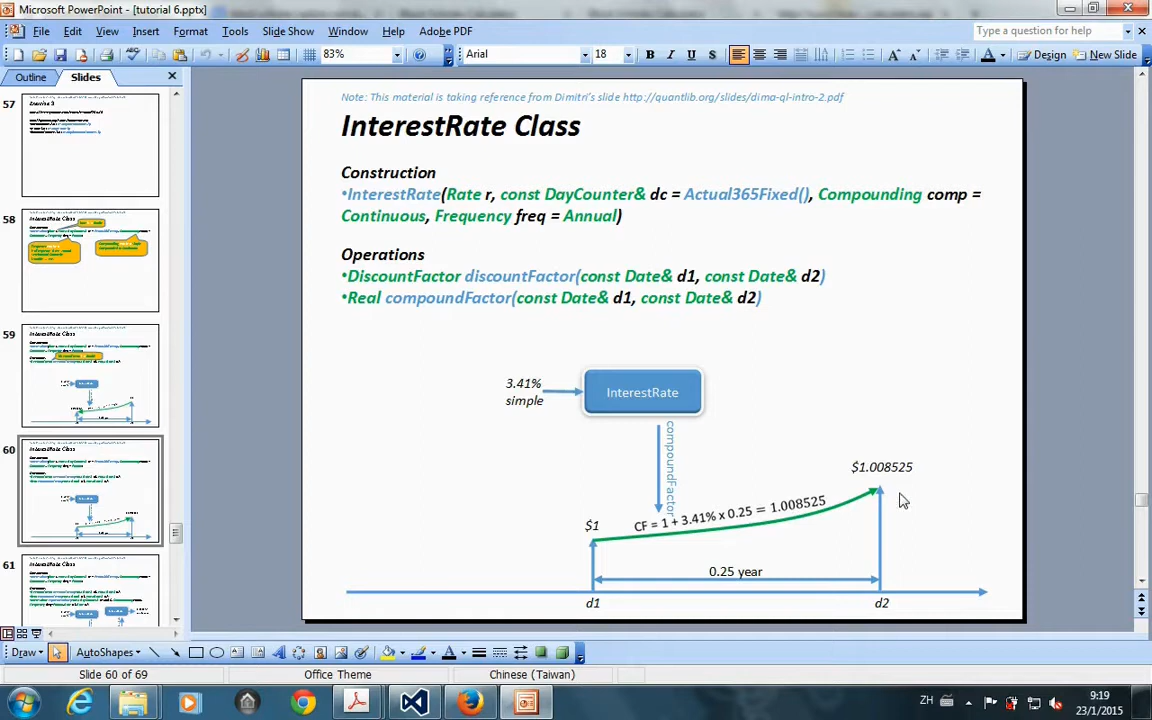 Microsoft PowerPoint - [tutorial 6.pptx]
File Edit View Insert Format Tools Slide Show Window Help Adobe PDF
Type a question for help
83% Arial 18 B I U S Design New Slide
Outline Slides
57
58
59
60
61
InterestRate Class
InterestRate Class
InterestRate Class
Note: This material is taking reference from Dimitri's slide http://quantlib.org/slides/dima-ql-intro-2.pdf
InterestRate Class
Construction
•InterestRate(Rate r, const DayCounter& dc = Actual365Fixed(), Compounding comp =
Continuous, Frequency freq = Annual)
Operations
•DiscountFactor discountFactor(const Date& d1, const Date& d2)
•Real compoundFactor(const Date& d1, const Date& d2)
3.41%
simple
InterestRate
compoundFactor
$1.008525
$1
CF = 1 + 3.41% x 0.25 = 1.008525
0.25 year
d1
d2
Draw AutoShapes
Slide 60 of 69 Office Theme Chinese (Taiwan)
ZH
9:19
23/1/2015